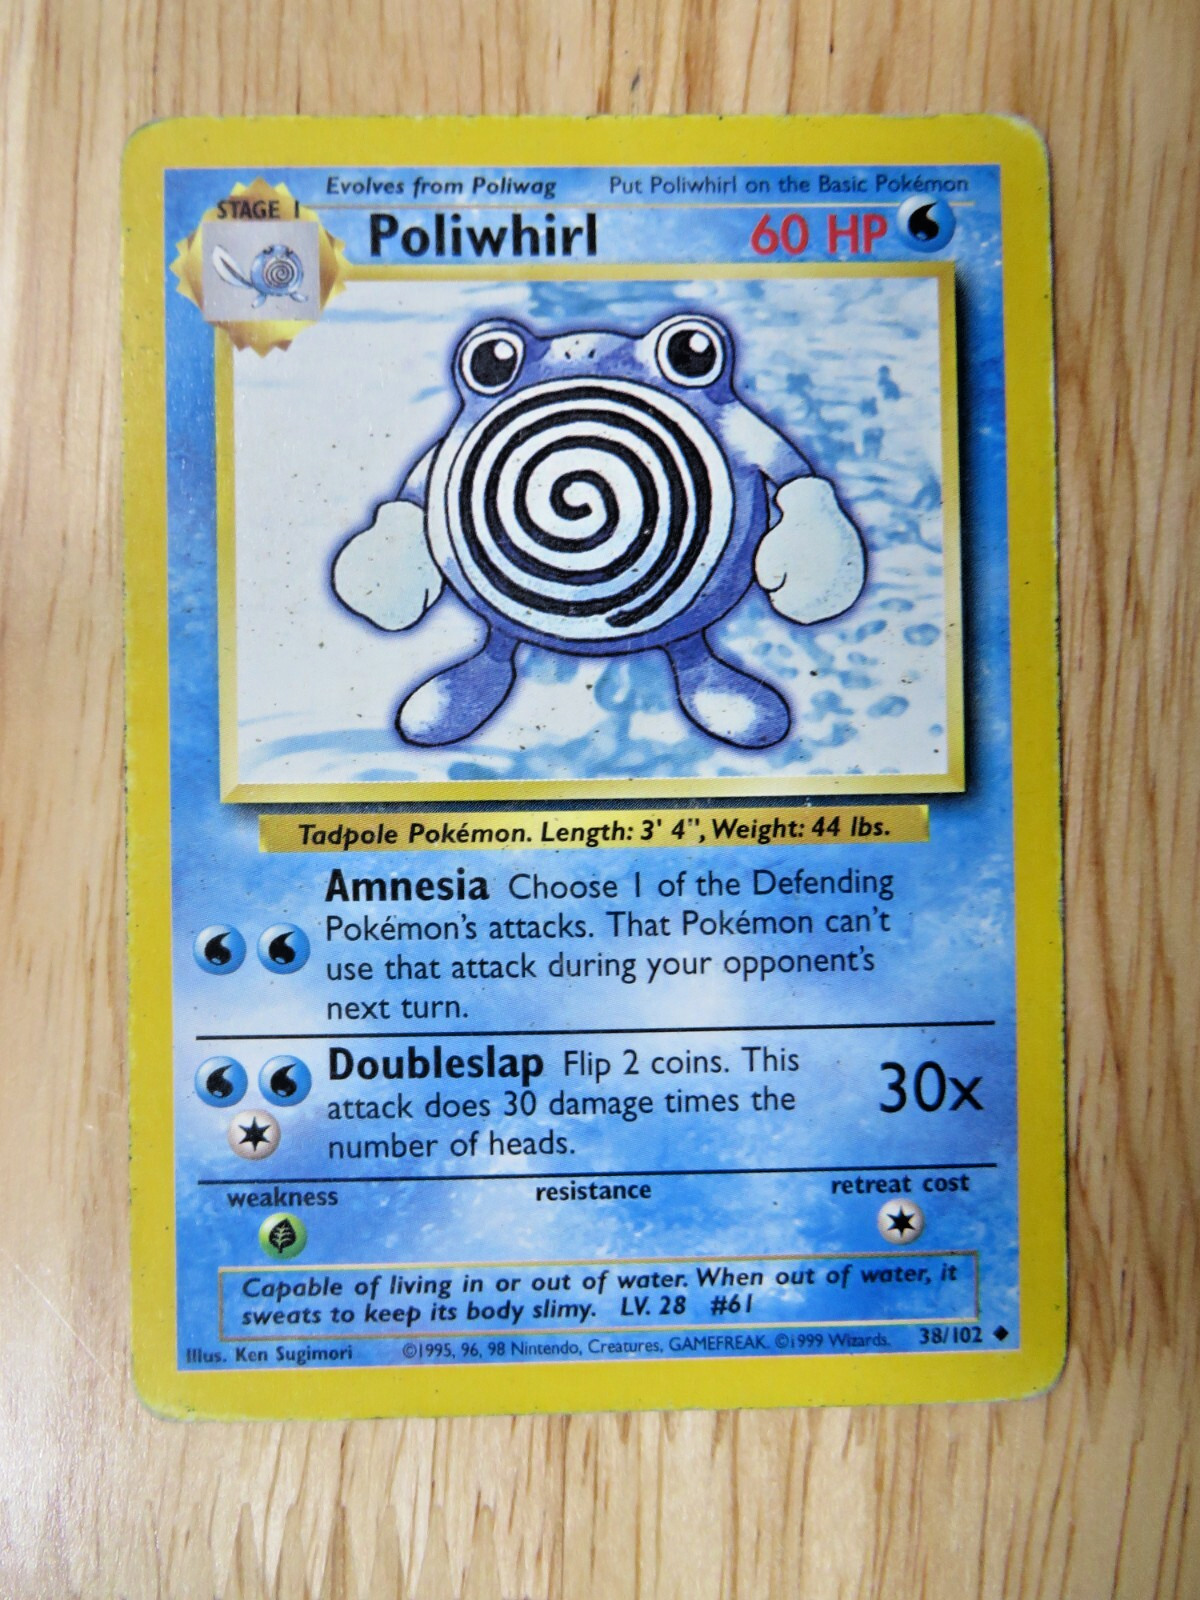 Evolves from Poliwag Put Poliwhirl on the Basic Pokémon
STAGE 1
Poliwhirl 60 HP
Tadpole Pokémon. Length: 3' 4", Weight: 44 lbs.
Amnesia Choose 1 of the Defending
Pokémon's attacks. That Pokémon can't
use that attack during your opponent's
next turn.
Doubleslap Flip 2 coins. This
attack does 30 damage times the
number of heads.
30x
weakness resistance retreat cost
Capable of living in or out of water. When out of water, it
sweats to keep its body slimy. LV. 28 #61
Illus. Ken Sugimori ©1995, 96, 98 Nintendo, Creatures, GAMEFREAK. ©1999 Wizards. 38/102